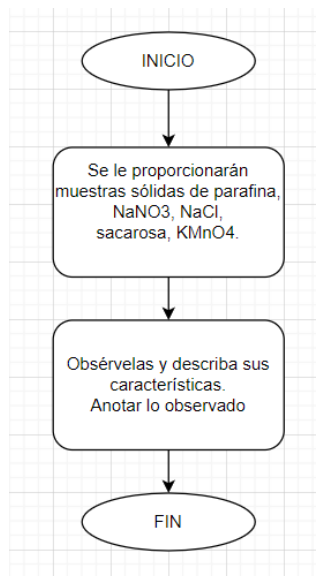 INICIO
Se le proporcionarán
muestras sólidas de parafina,
NaNO3, NaCl,
sacarosa, KMnO4.
Obsérvelas y describa sus
características.
Anotar lo observado
FIN